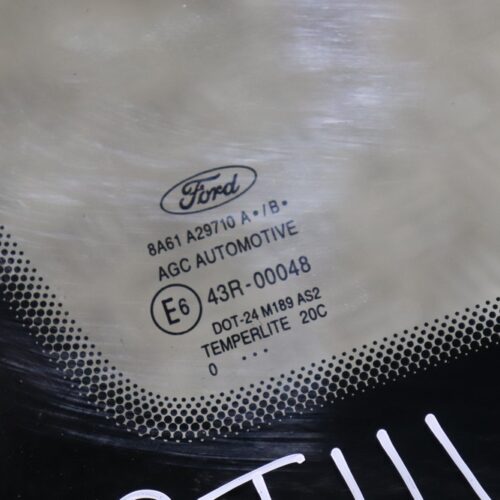 Ford
8A61 A29710 A•/B•
AGC AUTOMOTIVE
E6 43R-00048
DOT-24 M189 AS2
TEMPERLITE 20C
0 ...